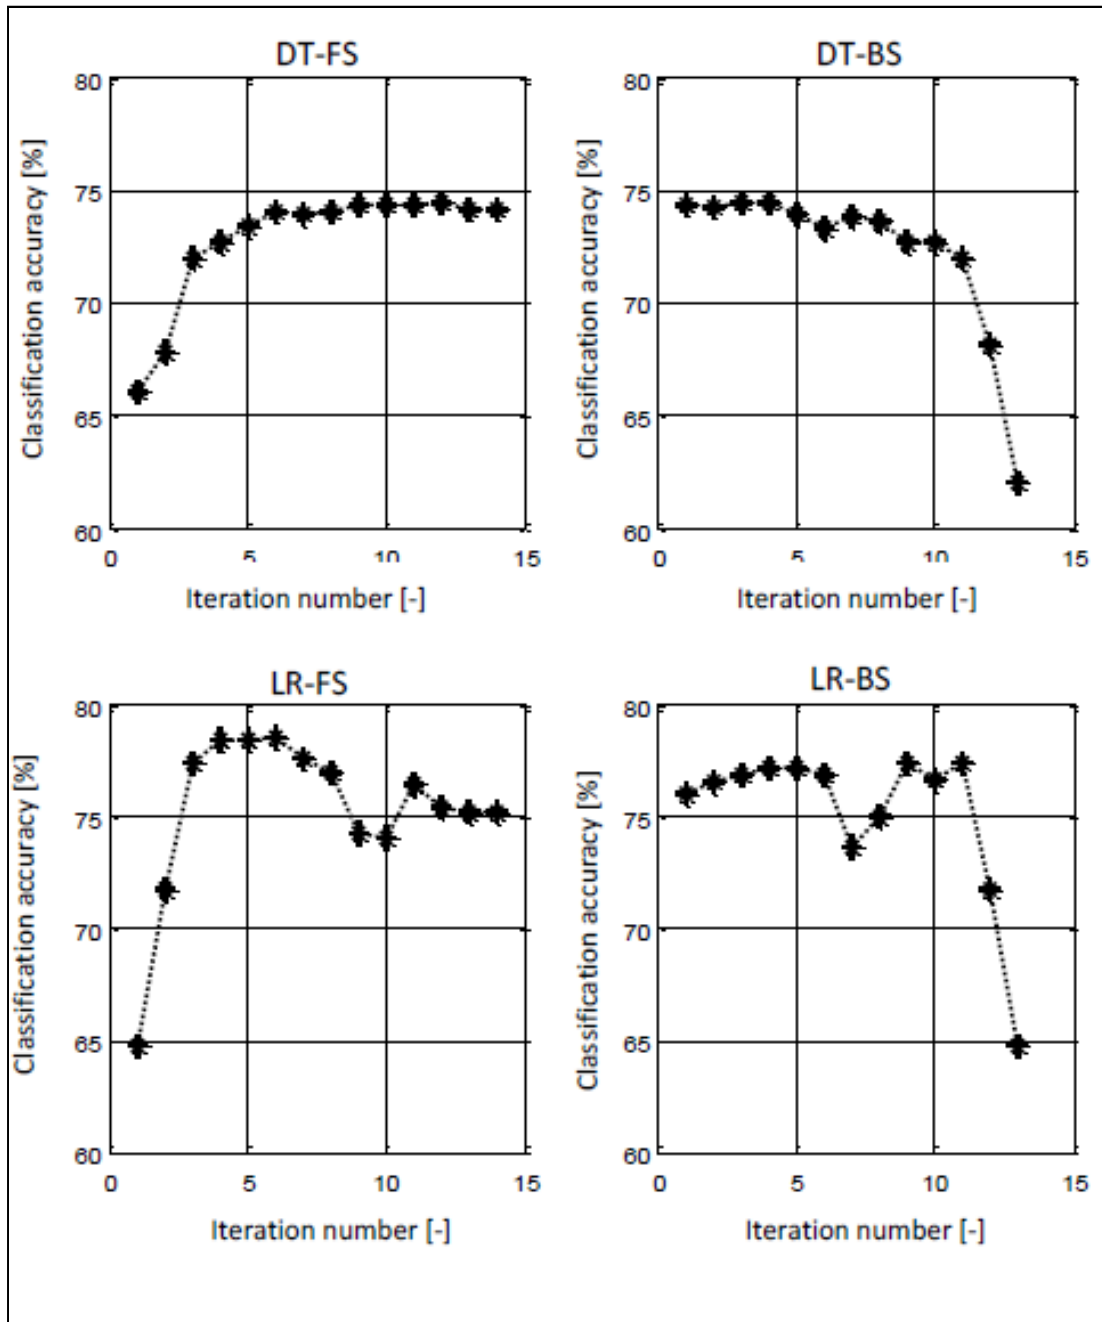 DT-FS
80
75
70
65
60
0 5 10 15
Classification accuracy [%]
Iteration number [-]
DT-BS
80
75
70
65
60
0 5 10 15
Classification accuracy [%]
Iteration number [-]
LR-FS
80
75
70
65
60
0 5 10 15
Classification accuracy [%]
Iteration number [-]
LR-BS
80
75
70
65
60
0 5 10 15
Classification accuracy [%]
Iteration number [-]